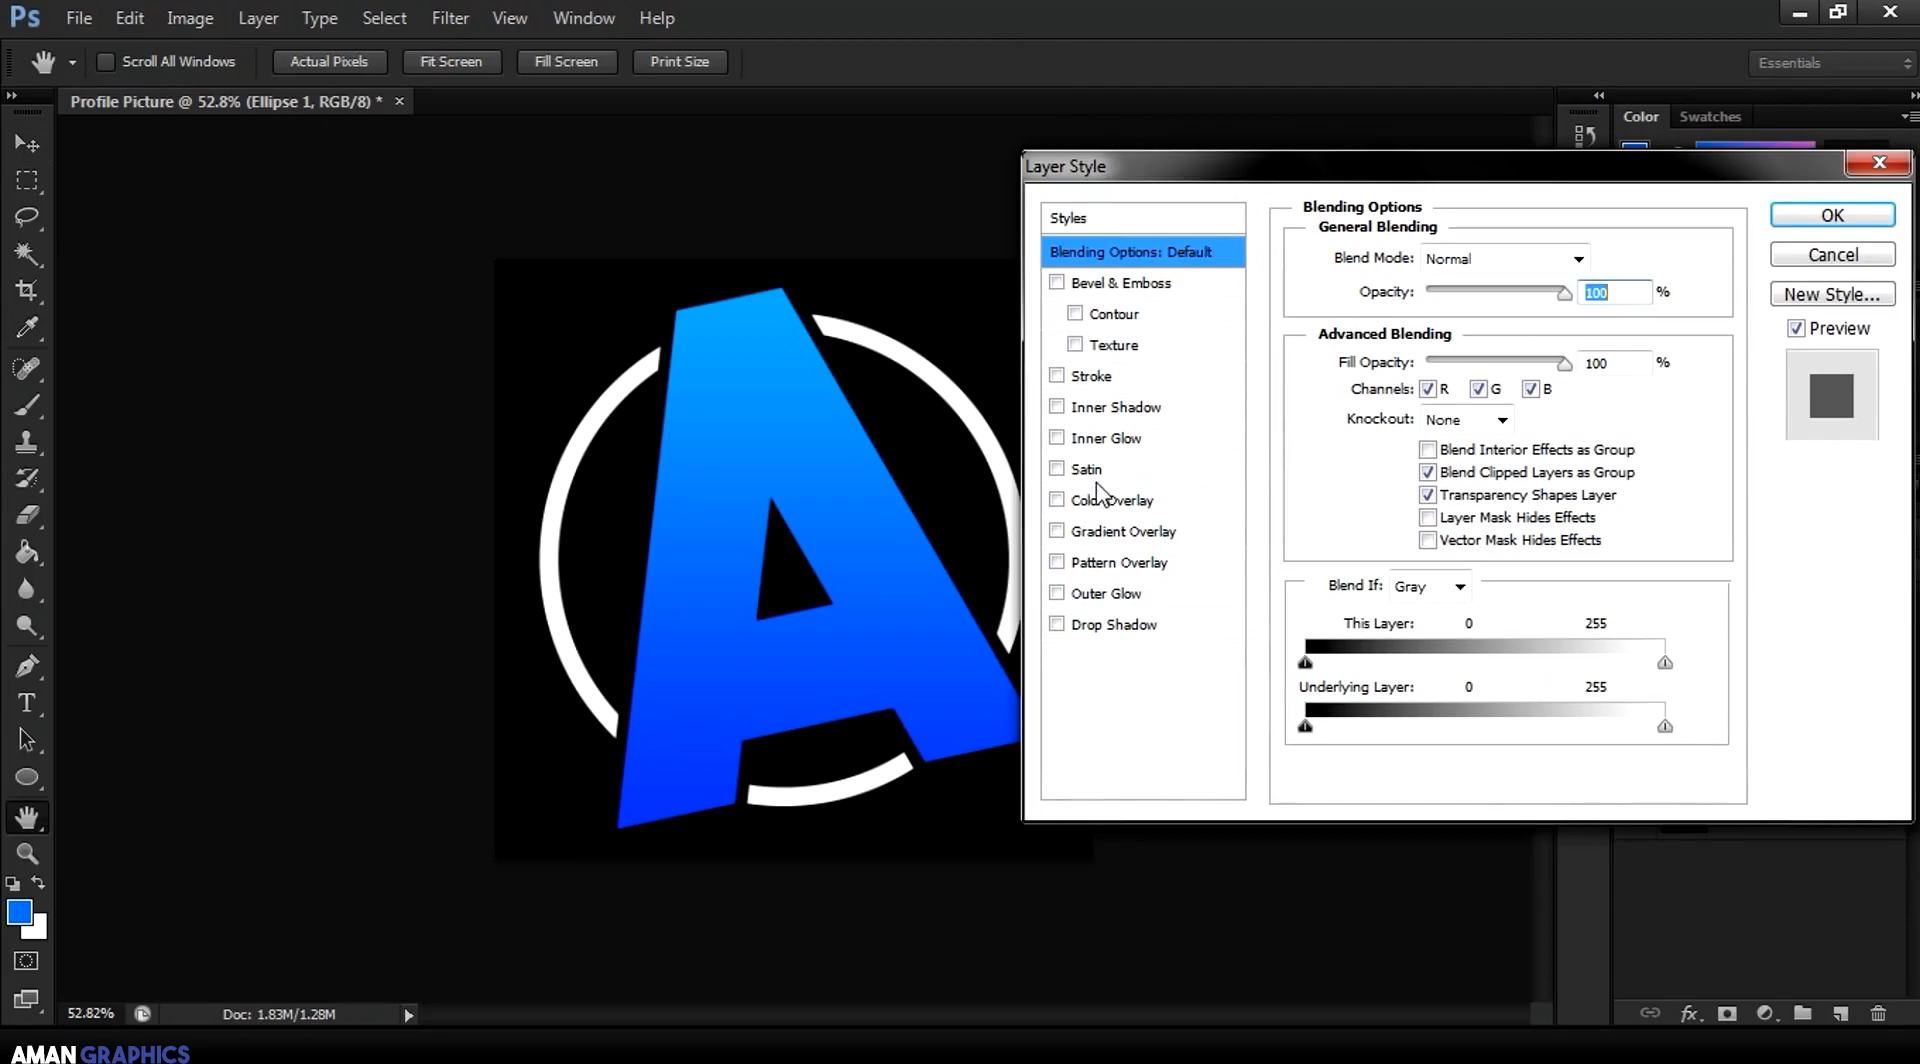 Ps File Edit Image Layer Type Select Filter View Window Help
Scroll All Windows Actual Pixels Fit Screen Fill Screen Print Size Essentials
Profile Picture @ 52.8% (Ellipse 1, RGB/8) * ×
Color Swatches
Layer Style
Styles
Blending Options: Default
Bevel & Emboss
Contour
Texture
Stroke
Inner Shadow
Inner Glow
Satin
Color Overlay
Gradient Overlay
Pattern Overlay
Outer Glow
Drop Shadow
Blending Options
General Blending
Blend Mode: Normal
Opacity: 100 %
Advanced Blending
Fill Opacity: 100 %
Channels: R G B
Knockout: None
Blend Interior Effects as Group
Blend Clipped Layers as Group
Transparency Shapes Layer
Layer Mask Hides Effects
Vector Mask Hides Effects
Blend If: Gray
This Layer: 0 255
Underlying Layer: 0 255
OK
Cancel
New Style...
Preview
A
T
52.82% Doc: 1.83M/1.28M
fx.
AMAN GRAPHICS